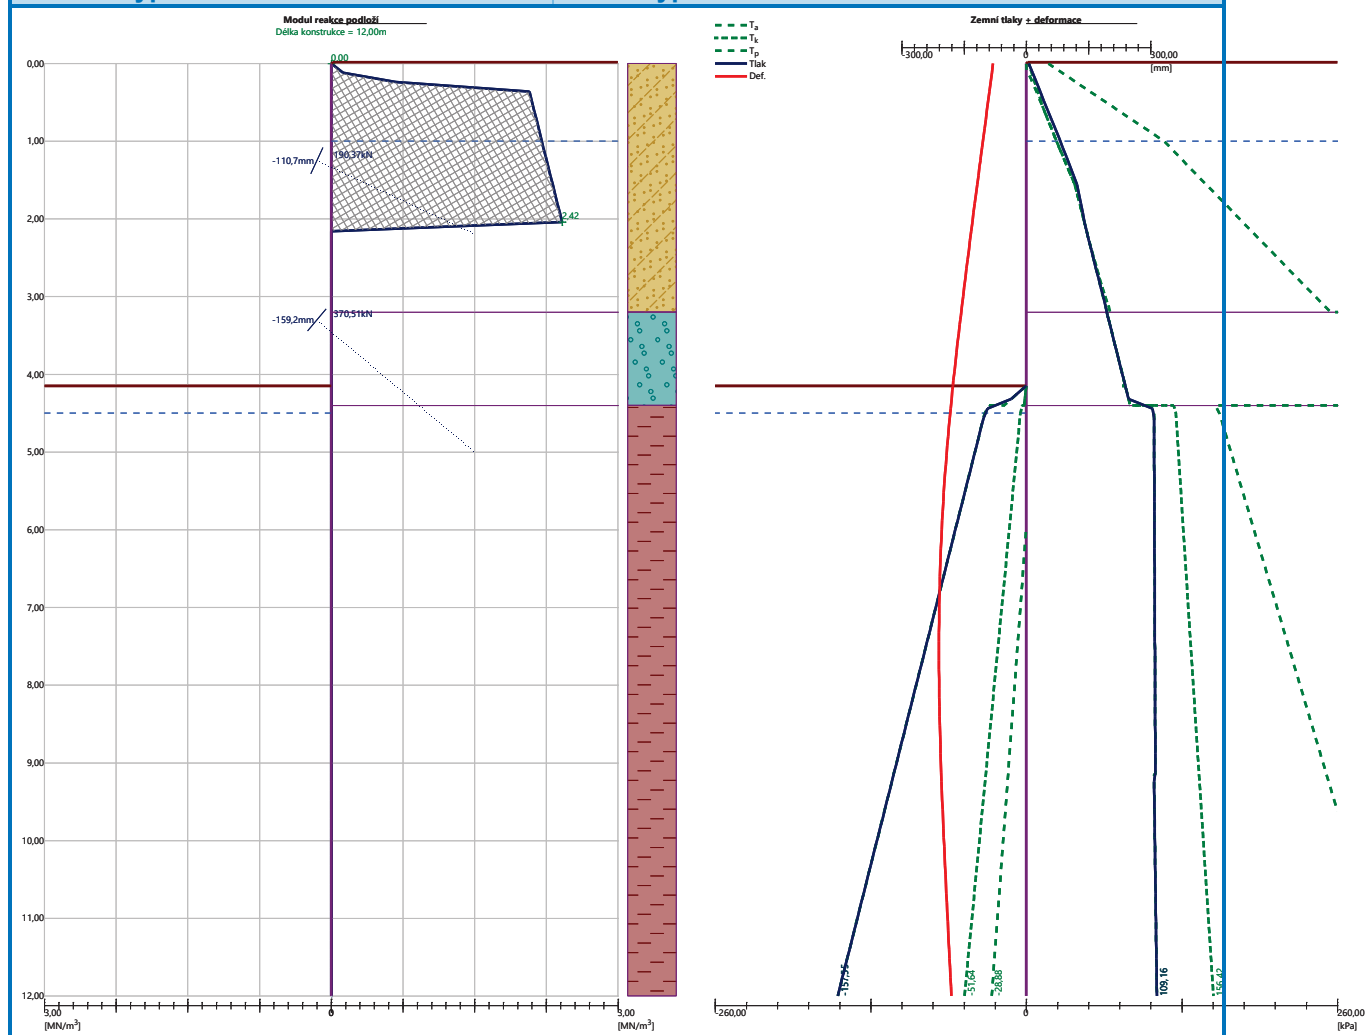 Modul reakce podloží
Délka konstrukce = 12,00m
0,00
0,00
1,00
2,00
3,00
4,00
5,00
6,00
7,00
8,00
9,00
10,00
11,00
12,00
-110,7mm
190,37kN
2,42
-159,2mm
370,51kN
3,00
0
3,00
[MN/m³]
[MN/m³]
Zemní tlaky + deformace
Ta
Tk
Tp
Tlak
Def.
-300,00
0
300,00
[mm]
-157,95
-51,64
-28,88
109,16
156,42
-260,00
0
260,00
[kPa]